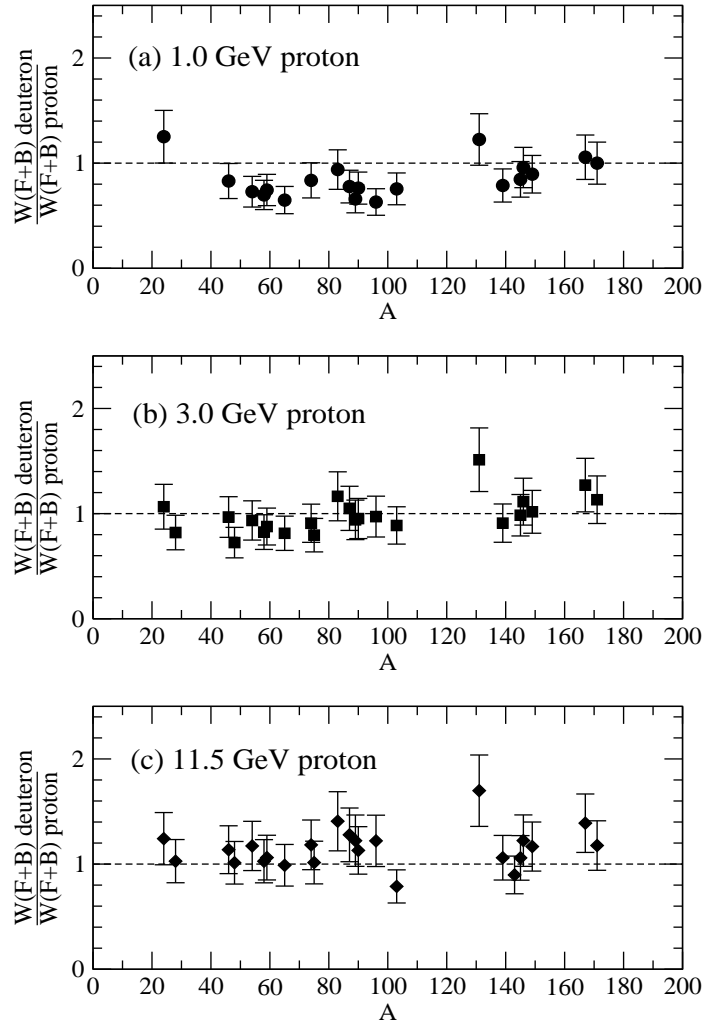 (a) 1.0 GeV proton
W(F+B) deuteron
W(F+B) proton
2
1
0
0 20 40 60 80 100 120 140 160 180 200
A
(b) 3.0 GeV proton
W(F+B) deuteron
W(F+B) proton
2
1
0
0 20 40 60 80 100 120 140 160 180 200
A
(c) 11.5 GeV proton
W(F+B) deuteron
W(F+B) proton
2
1
0
0 20 40 60 80 100 120 140 160 180 200
A